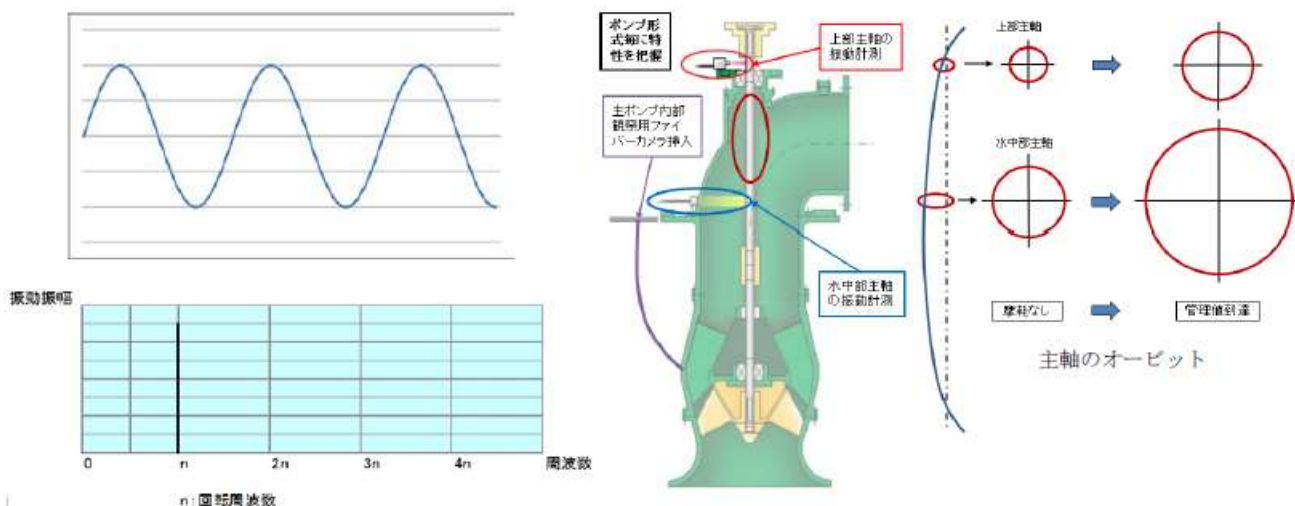 振動振幅
0
n
2n
3n
4n
周波数
n:回転周波数
ポンプ形
式毎に特
性を把握
上部主軸の
振動計測
主ポンプ内部
観察用ファイ
バーカメラ挿入
水中部主軸
の振動計測
上部主軸
水中部主軸
摩耗なし
管理値到達
主軸のオービット